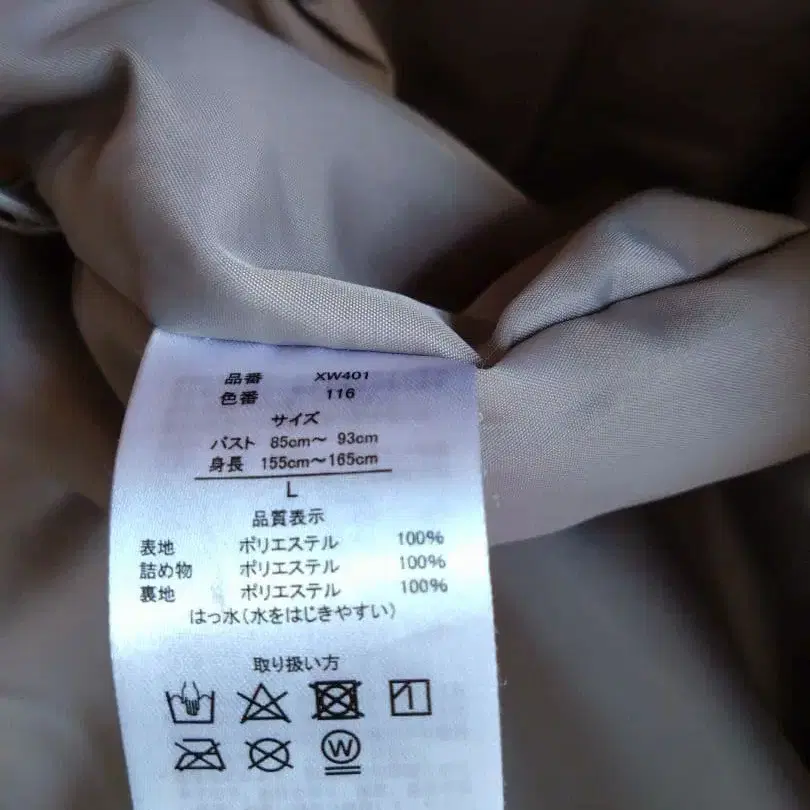 品番 XW401
色番 116
サイズ
バスト 85cm～ 93cm
身長 155cm～165cm
L
品質表示
表地 ポリエステル 100%
詰め物 ポリエステル 100%
裏地 ポリエステル 100%
はっ水(水をはじきやすい)
取り扱い方
W